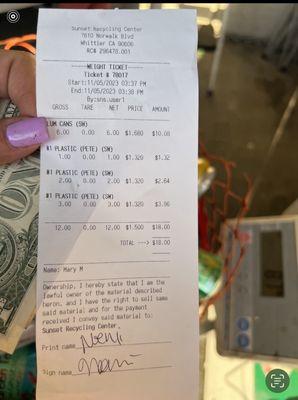 Sunset Recycling Center
7610 Norwalk Blvd
Whittier CA 90606
RC# 296478.001
-----WEIGHT TICKET-----
Ticket # 78017
Start:11/05/2023 03:37 PM
End:11/05/2023 03:38 PM
By:sns.user1
GROSS TARE NET PRICE AMOUNT
LUM CANS (SW)
6.00 0.00 6.00 $1.680 $10.08
#1 PLASTIC (PETE) (SW)
1.00 0.00 1.00 $1.320 $1.32
#1 PLASTIC (PETE) (SW)
2.00 0.00 2.00 $1.320 $2.64
#1 PLASTIC (PETE) (SW)
3.00 0.00 3.00 $1.320 $3.96
12.00 0.00 12.00 $1.500 $18.00
TOTAL ---> $18.00
Name: Mary M
Ownership, I hereby state that I am the
lawful owner of the material described
heron, and I have the right to sell same
said material and for the payment
received I convey said material to:
Sunset Recycling Center.
Print name
Sign name